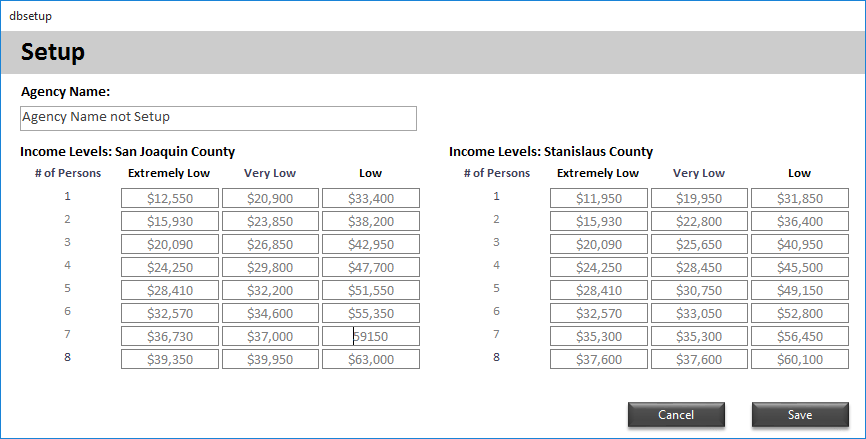 dbsetup
Setup
Agency Name:
Agency Name not Setup
Income Levels: San Joaquin County
# of Persons Extremely Low Very Low Low
1 $12,550 $20,900 $33,400
2 $15,930 $23,850 $38,200
3 $20,090 $26,850 $42,950
4 $24,250 $29,800 $47,700
5 $28,410 $32,200 $51,550
6 $32,570 $34,600 $55,350
7 $36,730 $37,000 59150
8 $39,350 $39,950 $63,000
Income Levels: Stanislaus County
# of Persons Extremely Low Very Low Low
1 $11,950 $19,950 $31,850
2 $15,930 $22,800 $36,400
3 $20,090 $25,650 $40,950
4 $24,250 $28,450 $45,500
5 $28,410 $30,750 $49,150
6 $32,570 $33,050 $52,800
7 $35,300 $35,300 $56,450
8 $37,600 $37,600 $60,100
Cancel Save